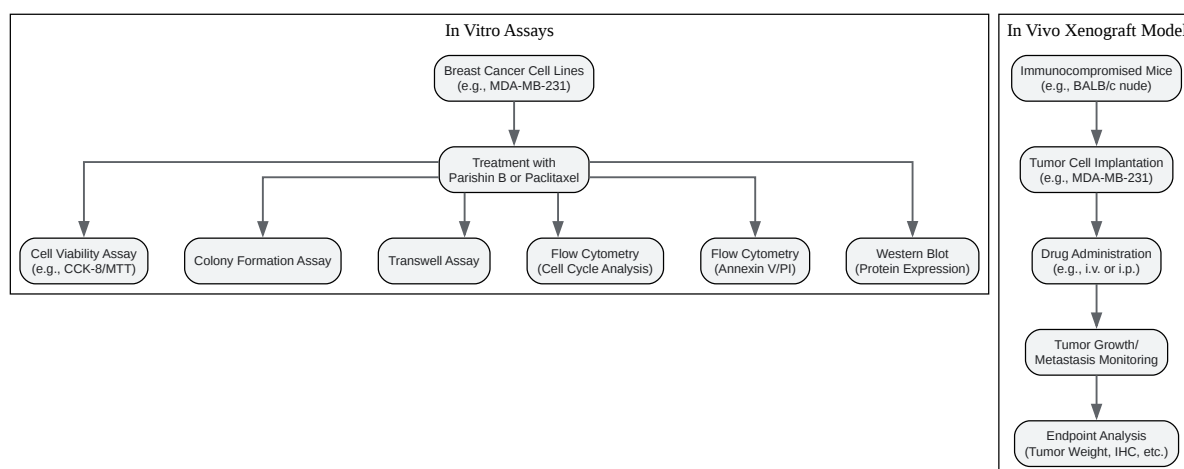 In Vitro Assays
Breast Cancer Cell Lines
(e.g., MDA-MB-231)
Treatment with
Parishin B or Paclitaxel
Cell Viability Assay
(e.g., CCK-8/MTT)
Colony Formation Assay
Transwell Assay
Flow Cytometry
(Cell Cycle Analysis)
Flow Cytometry
(Annexin V/PI)
Western Blot
(Protein Expression)
In Vivo Xenograft Model
Immunocompromised Mice
(e.g., BALB/c nude)
Tumor Cell Implantation
(e.g., MDA-MB-231)
Drug Administration
(e.g., i.v. or i.p.)
Tumor Growth/
Metastasis Monitoring
Endpoint Analysis
(Tumor Weight, IHC, etc.)